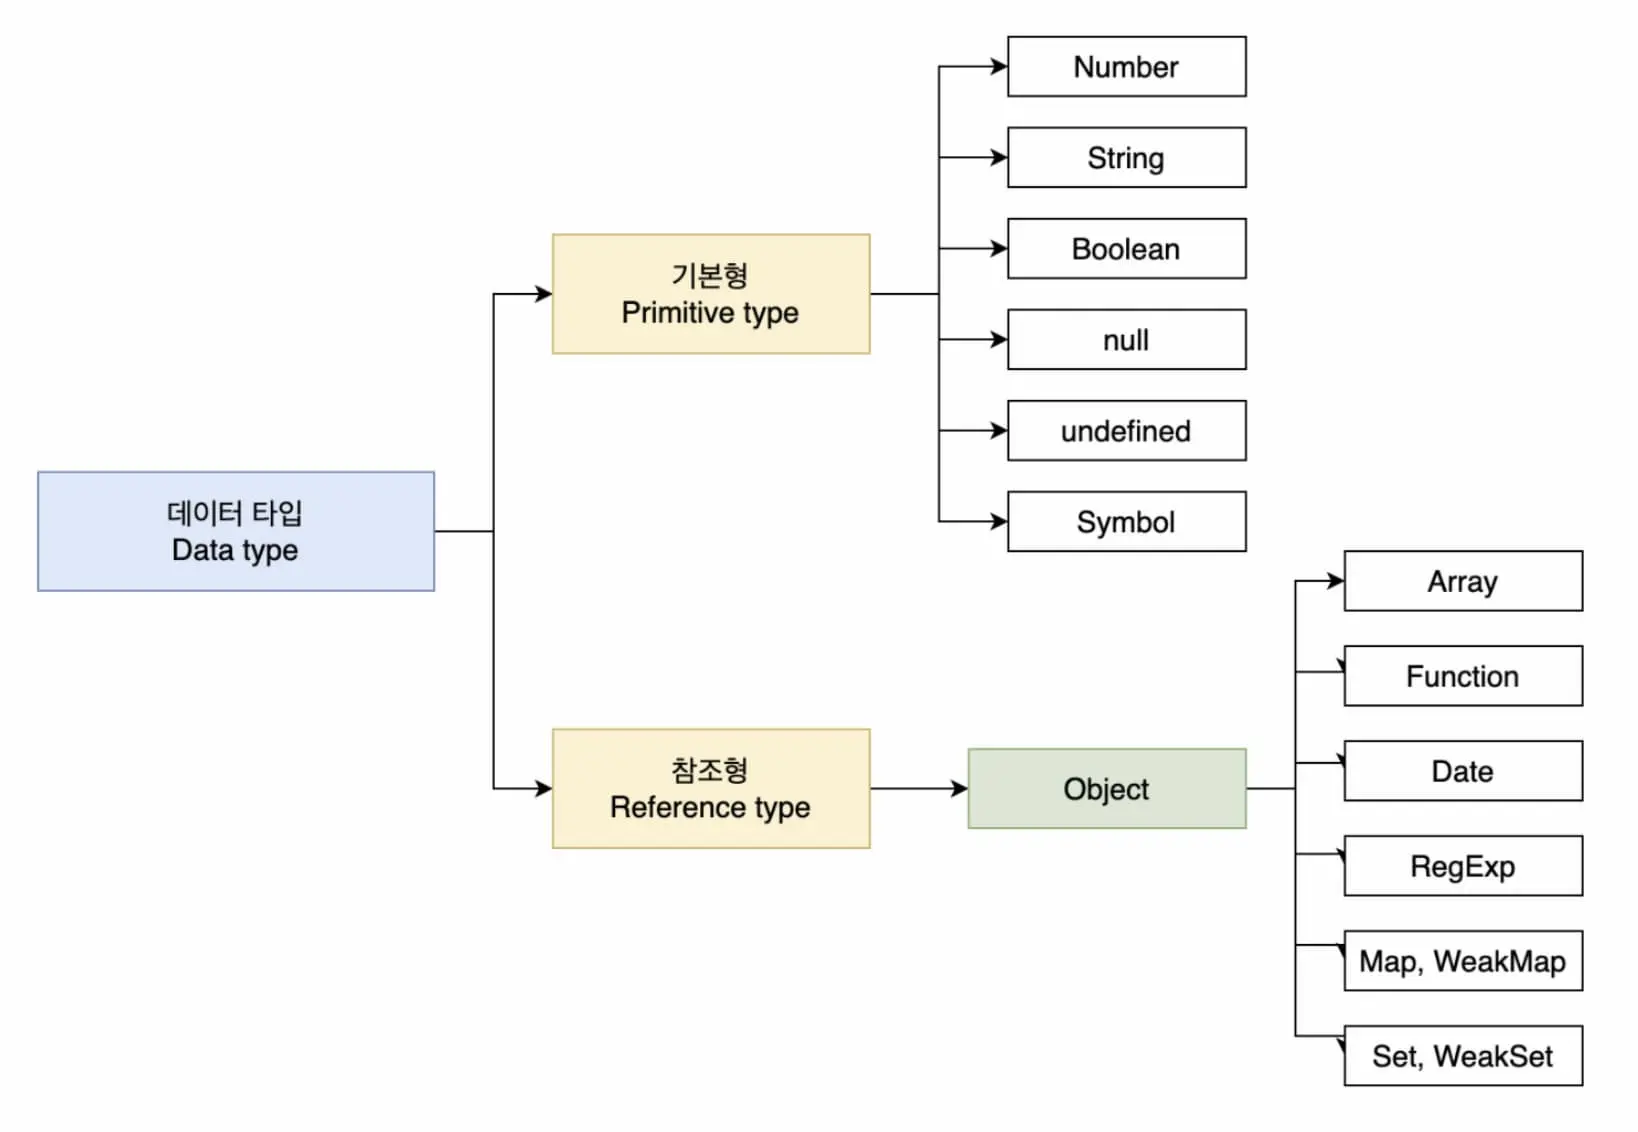 데이터 타입
Data type
기본형
Primitive type
Number
String
Boolean
null
undefined
Symbol
참조형
Reference type
Object
Array
Function
Date
RegExp
Map, WeakMap
Set, WeakSet